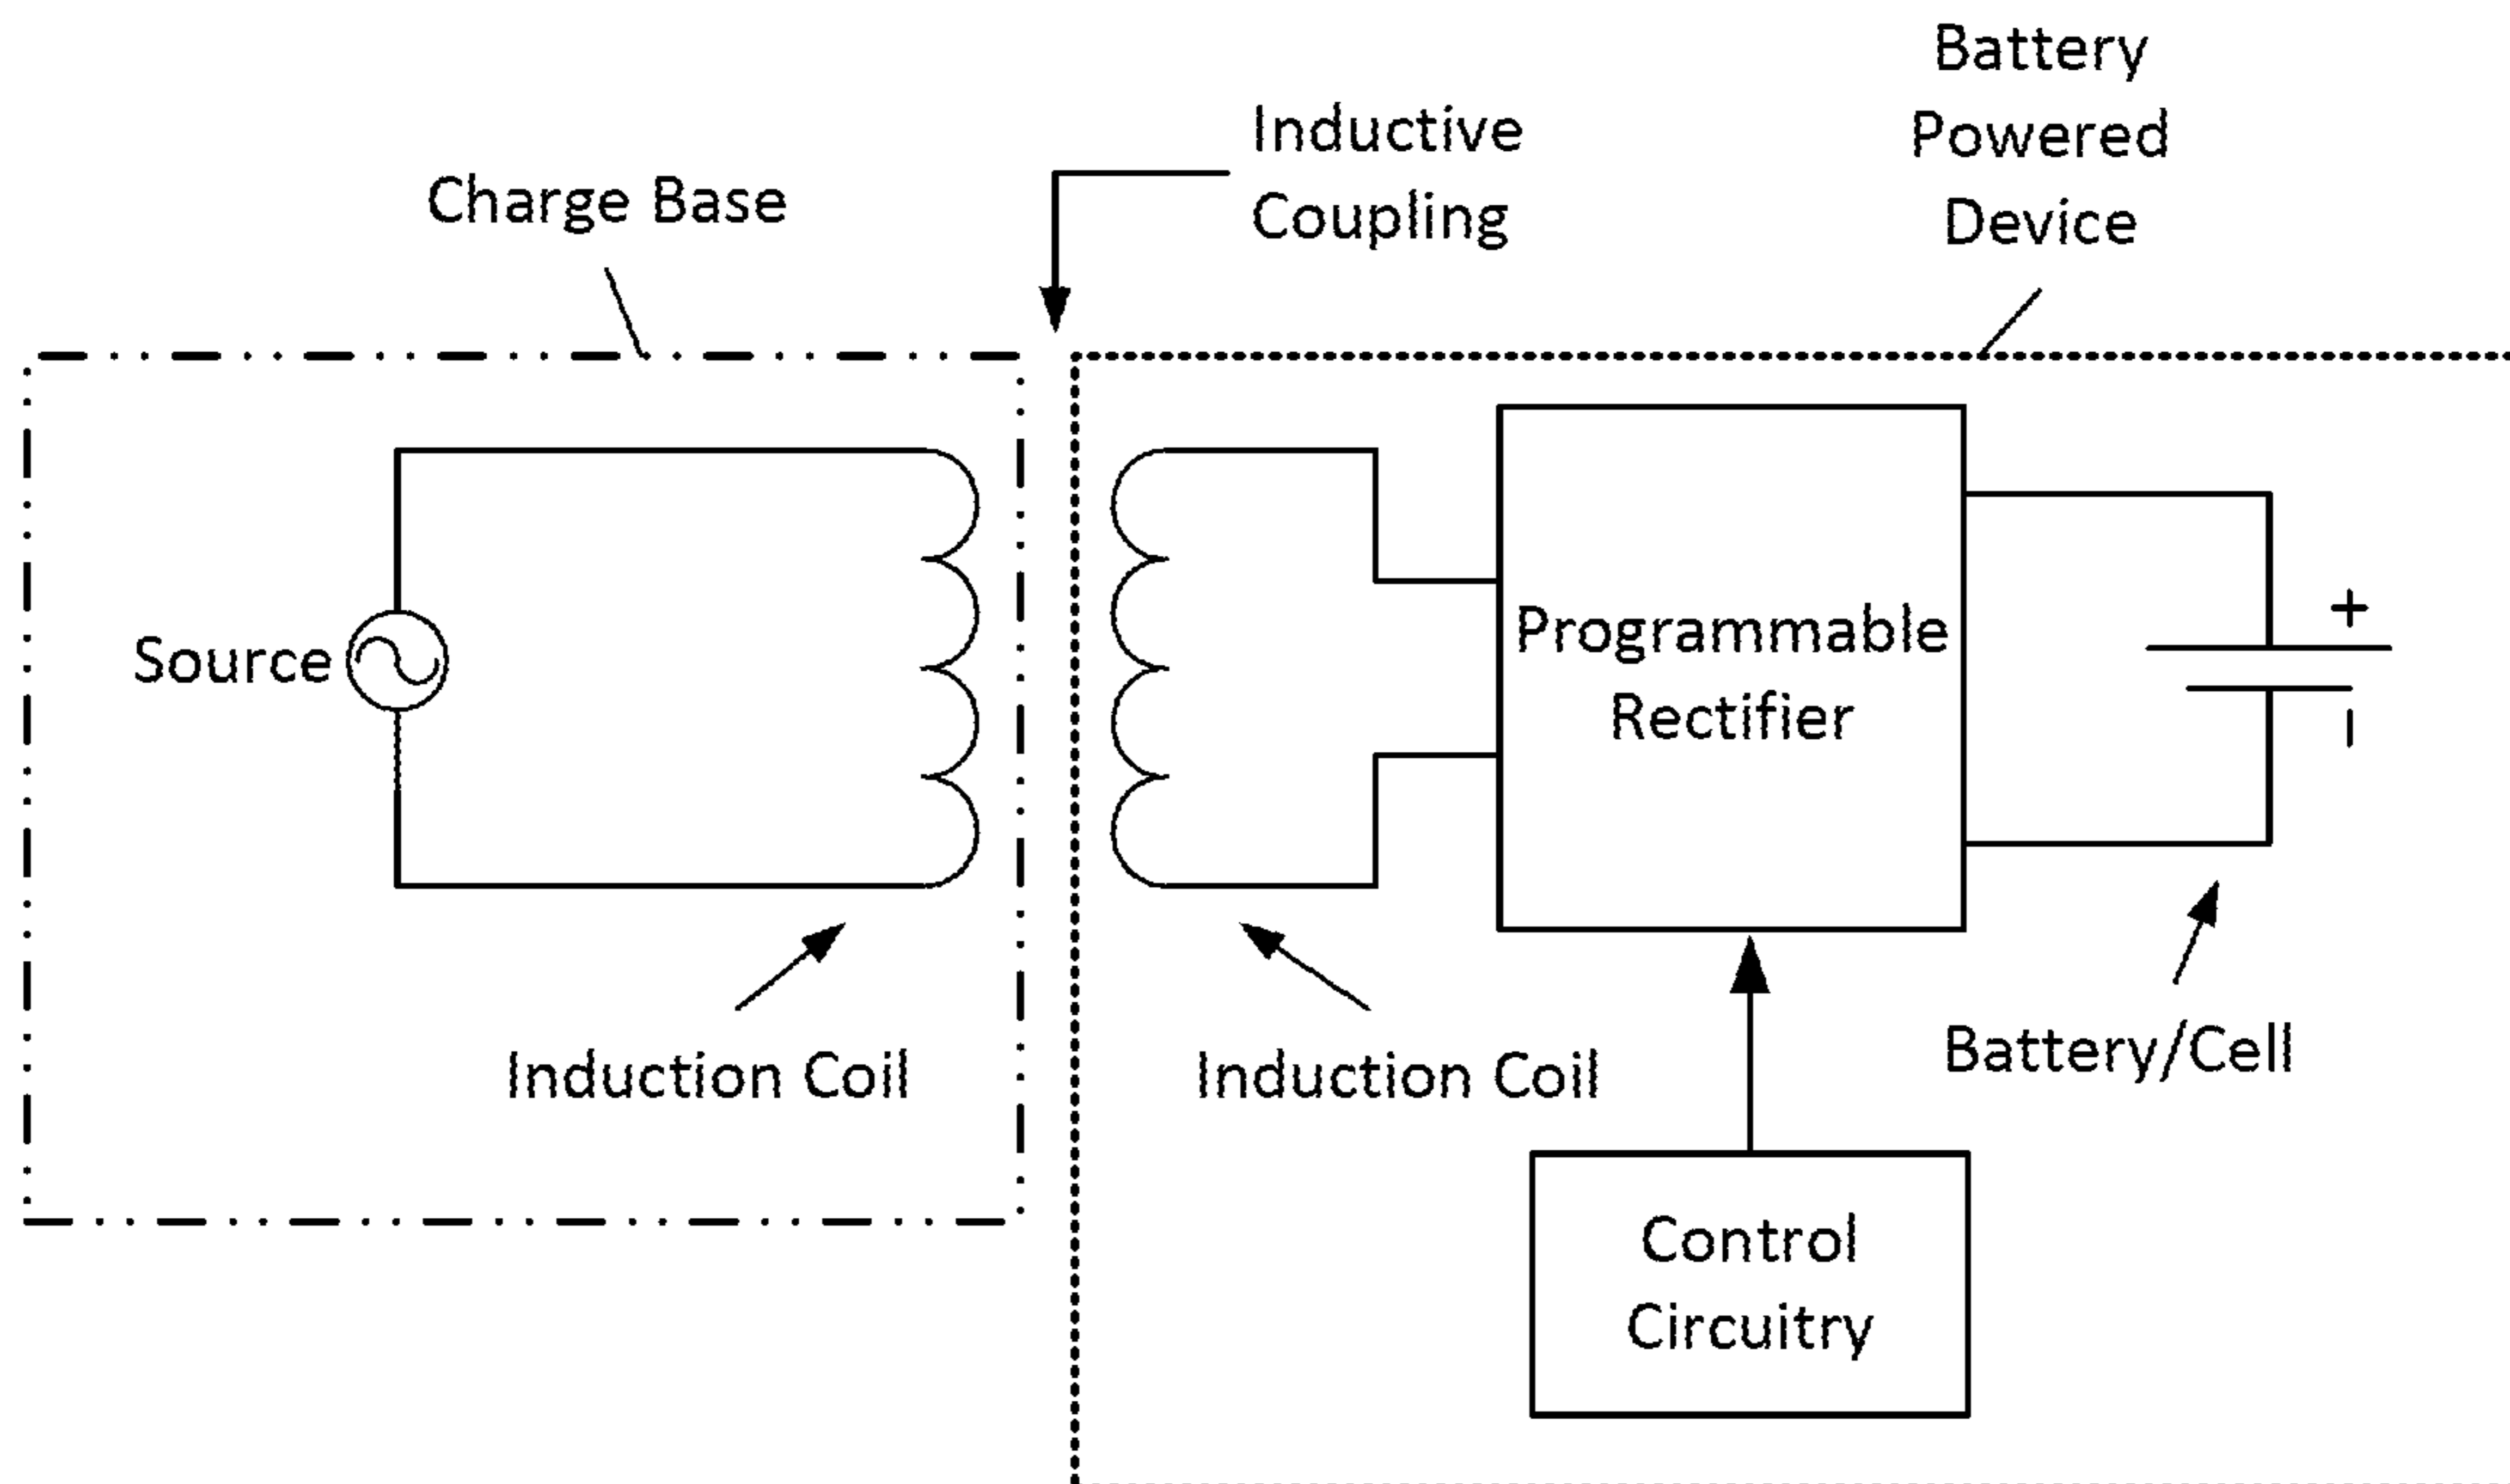 Battery
Powered
Device
Inductive
Coupling
Charge Base
Source
Programmable
Rectifier
+
-
Induction Coil
Induction Coil
Battery/Cell
Control
Circuitry